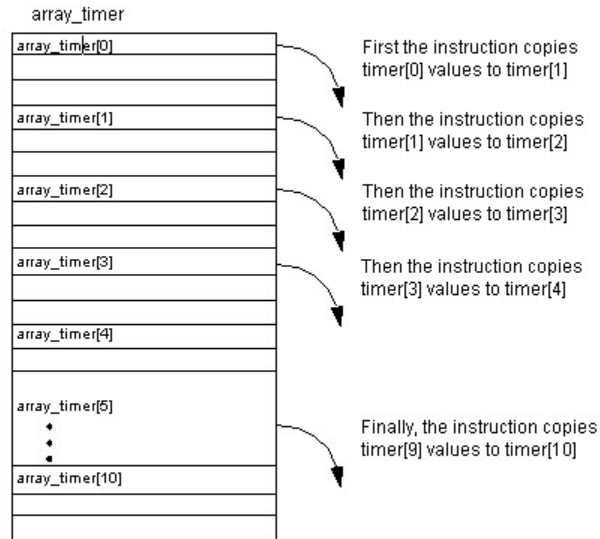 array_timer
array_timer[0]
First the instruction copies
timer[0] values to timer[1]
array_timer[1]
Then the instruction copies
timer[1] values to timer[2]
array_timer[2]
Then the instruction copies
timer[2] values to timer[3]
array_timer[3]
Then the instruction copies
timer[3] values to timer[4]
array_timer[4]
array_timer[5]
Finally, the instruction copies
timer[9] values to timer[10]
array_timer[10]